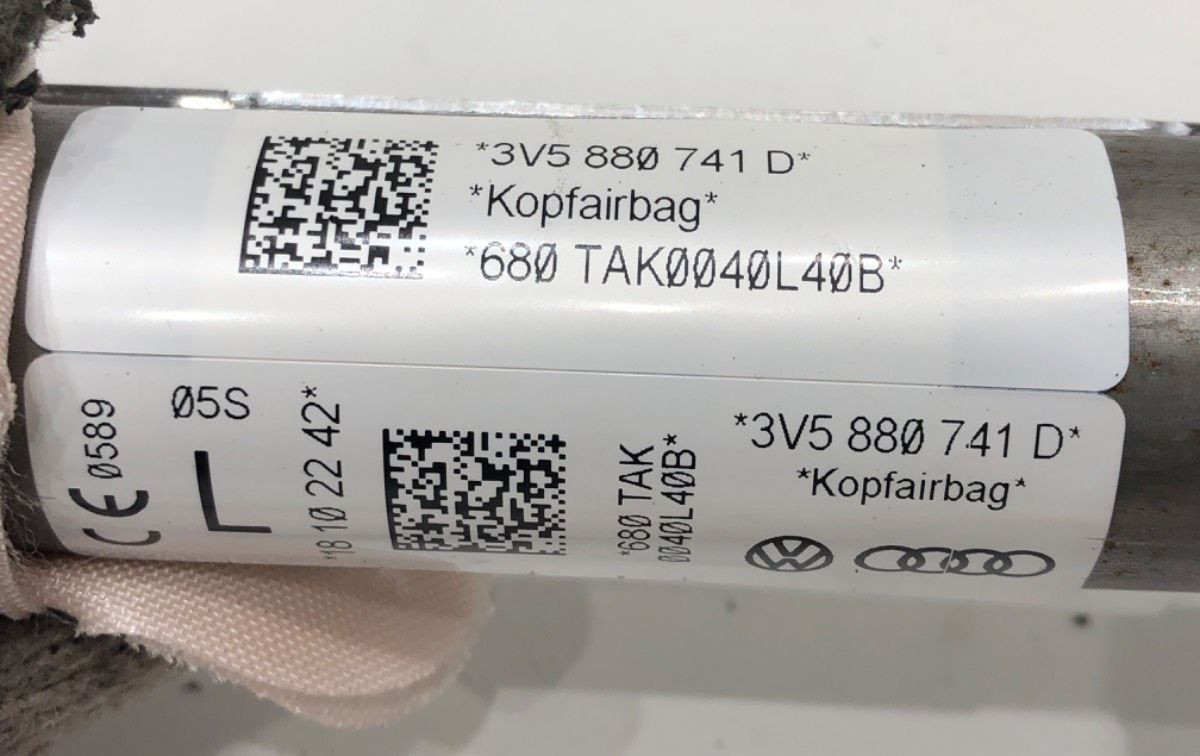 *3V5 880 741 D*
*Kopfairbag*
*680 TAK0040L40B*
CE 0589
05S
L
*18 10 22 42*
*680 TAK
0040L40B*
*3V5 880 741 D*
*Kopfairbag*